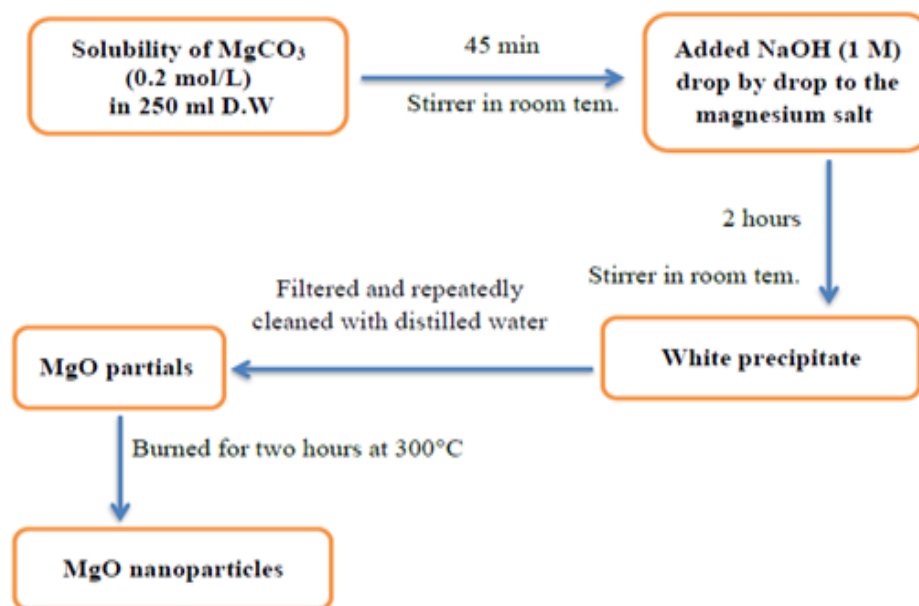 Solubility of MgCO₃
(0.2 mol/L)
in 250 ml D.W
45 min
Stirrer in room tem.
Added NaOH (1 M)
drop by drop to the
magnesium salt
2 hours
Stirrer in room tem.
White precipitate
Filtered and repeatedly
cleaned with distilled water
MgO partials
Burned for two hours at 300°C
MgO nanoparticles